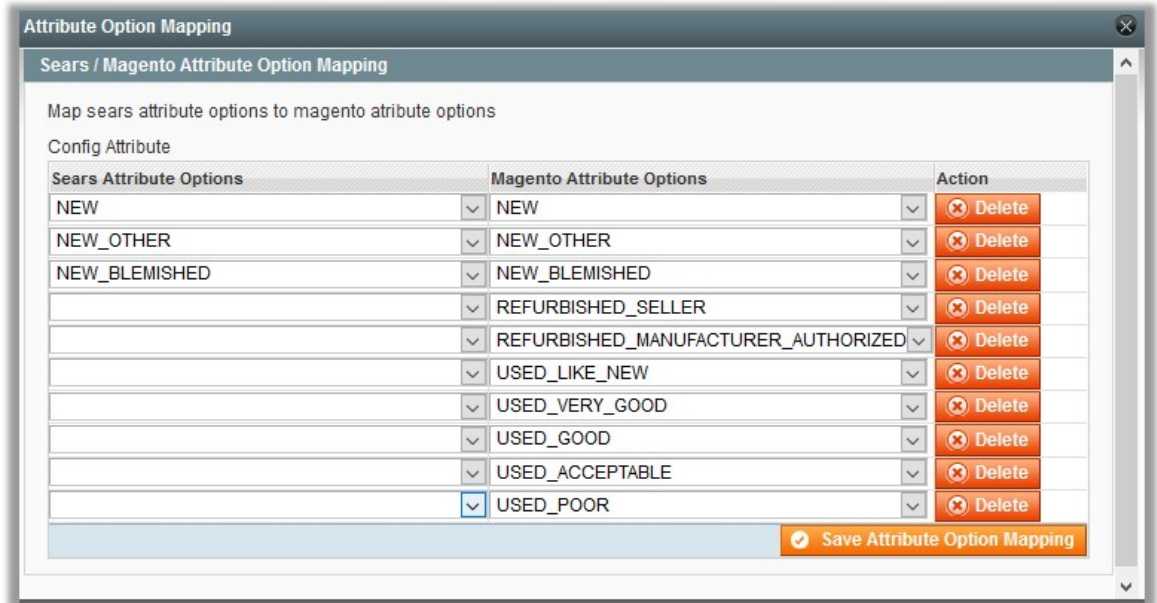 Attribute Option Mapping
Sears / Magento Attribute Option Mapping
Map sears attribute options to magento atribute options
Config Attribute
Sears Attribute Options Magento Attribute Options Action
NEW NEW Delete
NEW_OTHER NEW_OTHER Delete
NEW_BLEMISHED NEW_BLEMISHED Delete
REFURBISHED_SELLER Delete
REFURBISHED_MANUFACTURER_AUTHORIZED Delete
USED_LIKE_NEW Delete
USED_VERY_GOOD Delete
USED_GOOD Delete
USED_ACCEPTABLE Delete
USED_POOR Delete
Save Attribute Option Mapping